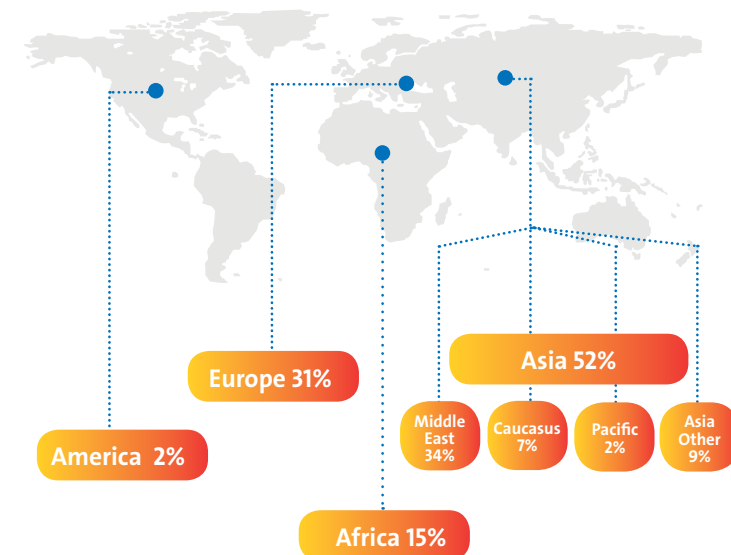 Asia 52%
Europe 31%
Middle
East
34%
Caucasus
7%
Pacific
2%
Asia
Other
9%
America 2%
Africa 15%